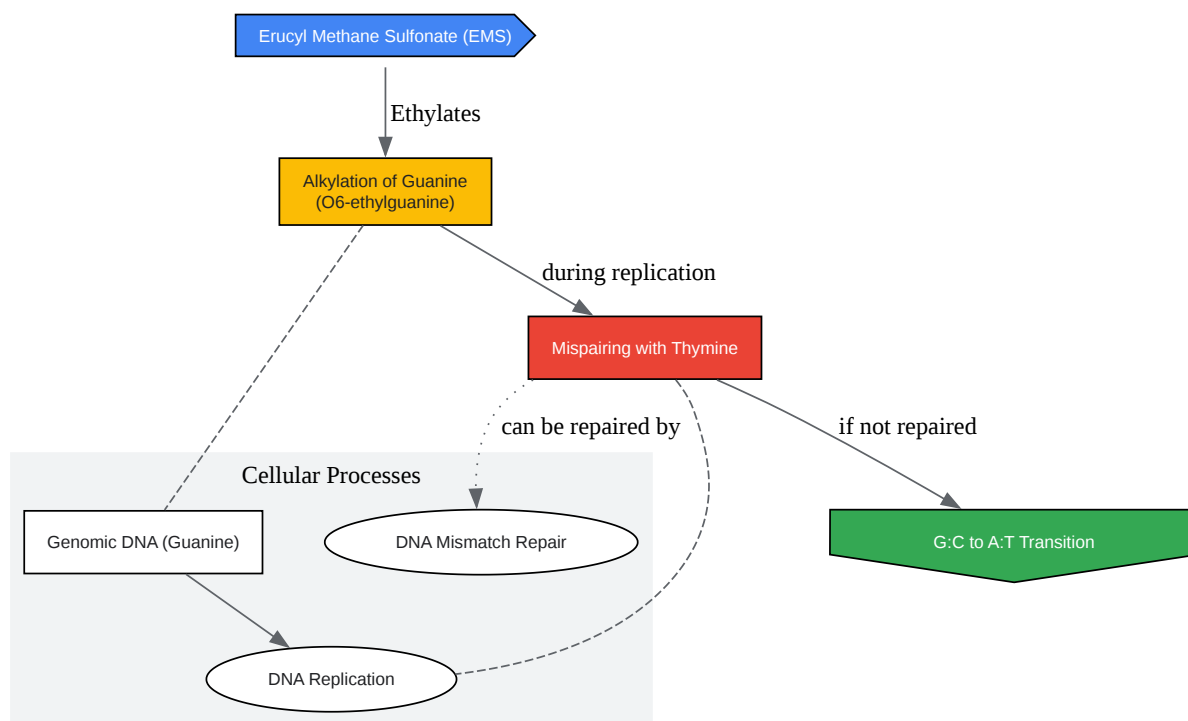 Erucyl Methane Sulfonate (EMS)
Ethylates
Alkylation of Guanine
(O6-ethylguanine)
during replication
Mispairing with Thymine
can be repaired by
if not repaired
Cellular Processes
Genomic DNA (Guanine)
DNA Mismatch Repair
G:C to A:T Transition
DNA Replication